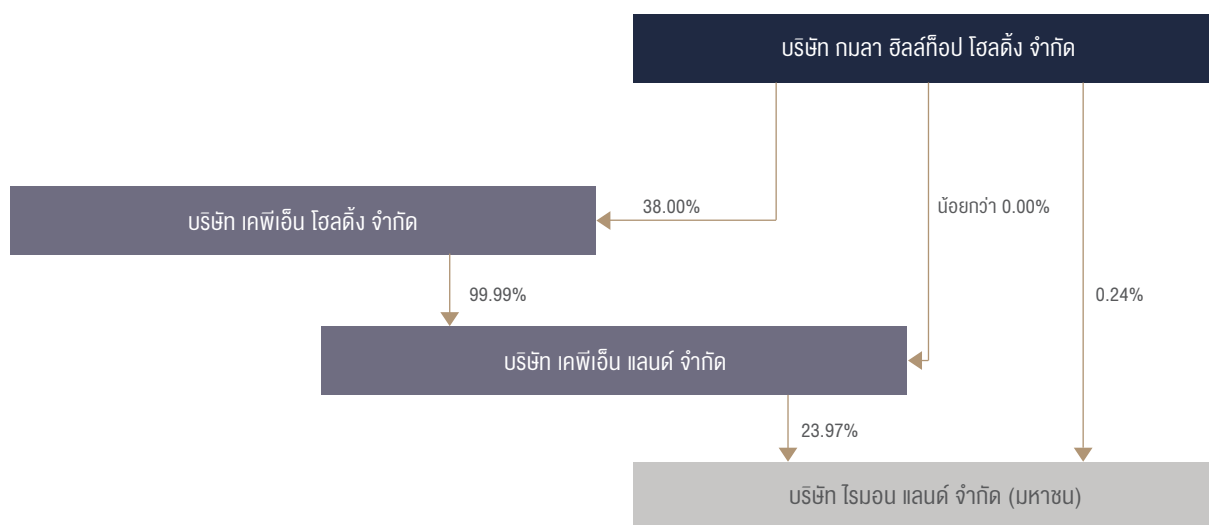 บริษัท กมลา ฮิลล์ท็อป โฮลดิ้ง จำกัด
บริษัท เคพีเอ็น โฮลดิ้ง จำกัด
38.00%
น้อยกว่า 0.00%
99.99%
0.24%
บริษัท เคพีเอ็น แลนด์ จำกัด
23.97%
บริษัท ไรมอน แลนด์ จำกัด (มหาชน)